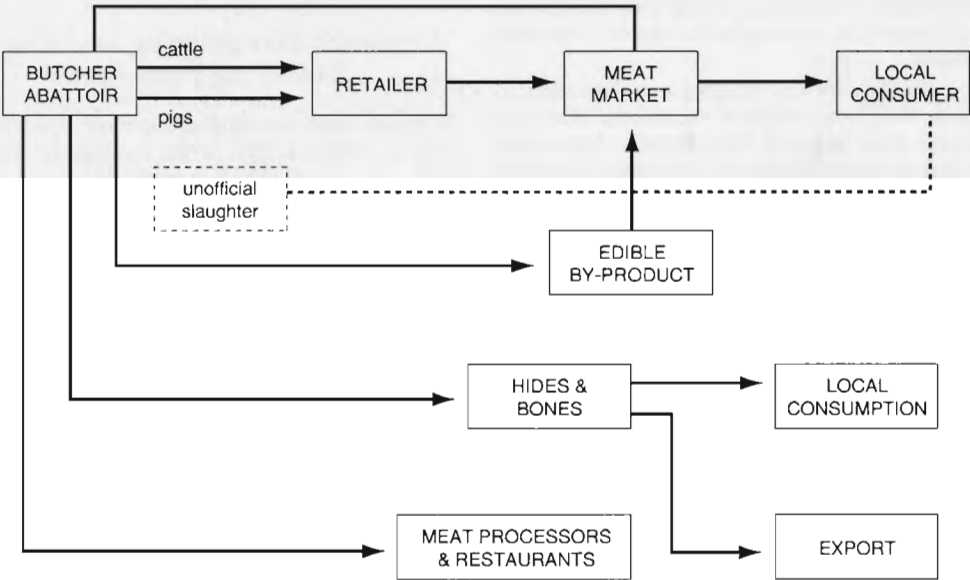 cattle
BUTCHER
ABATTOIR
RETAILER
MEAT
MARKET
LOCAL
CONSUMER
pigs
unofficial
slaughter
EDIBLE
BY-PRODUCT
HIDES &
BONES
LOCAL
CONSUMPTION
MEAT PROCESSORS
& RESTAURANTS
EXPORT